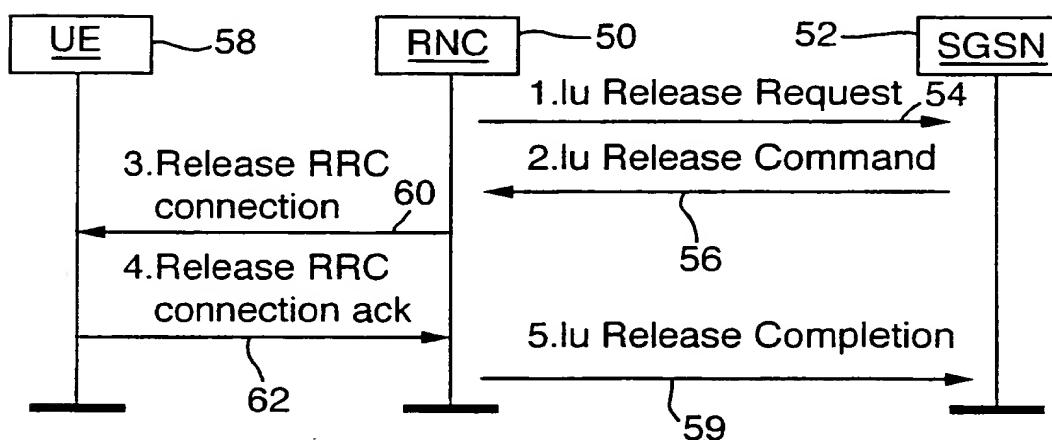 UE
58
RNC
50
52
SGSN
1.Iu Release Request
54
2.Iu Release Command
56
3.Release RRC
connection
60
4.Release RRC
connection ack
62
5.Iu Release Completion
59